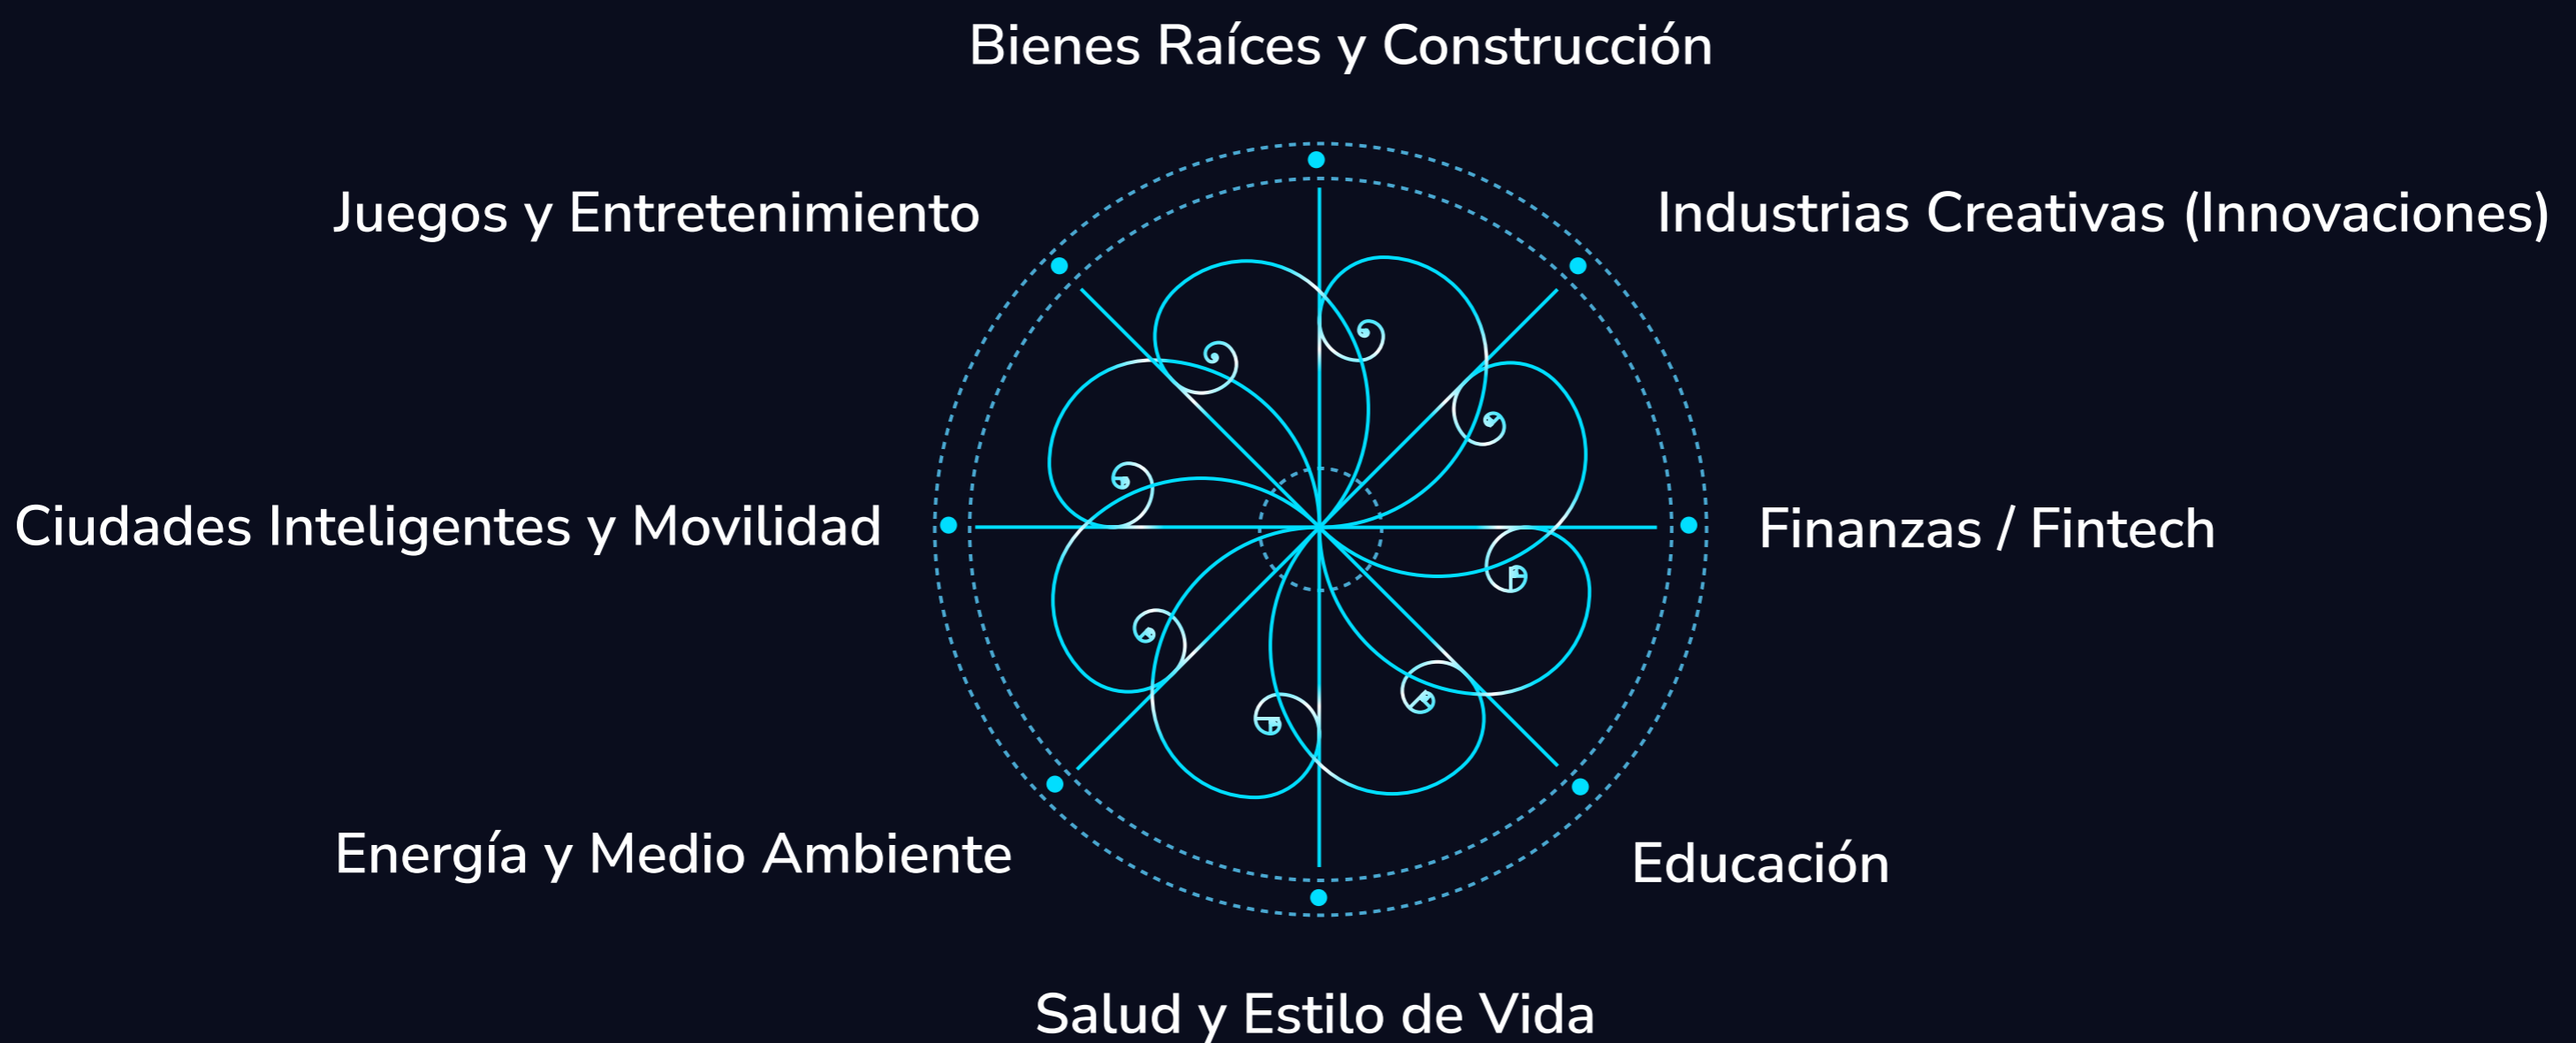 Bienes Raíces y Construcción
Juegos y Entretenimiento
Industrias Creativas (Innovaciones)
Ciudades Inteligentes y Movilidad
Finanzas / Fintech
Energía y Medio Ambiente
Educación
Salud y Estilo de Vida